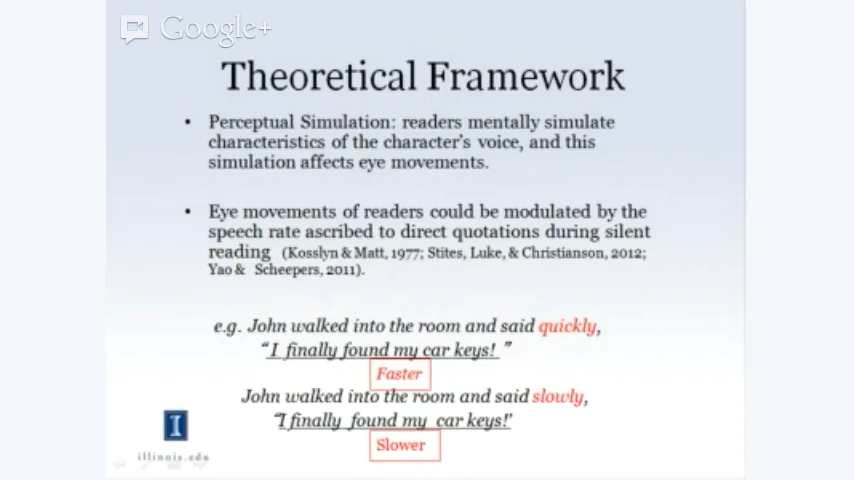 Google+
Theoretical Framework
• Perceptual Simulation: readers mentally simulate
characteristics of the character's voice, and this
simulation affects eye movements.
• Eye movements of readers could be modulated by the
speech rate ascribed to direct quotations during silent
reading (Kosslyn & Matt, 1977; Stites, Luke, & Christianson, 2012;
Yao & Scheepers, 2011).
e.g. John walked into the room and said quickly,
"I finally found my car keys!"
Faster
John walked into the room and said slowly,
"I finally found my car keys!'
Slower
I
illinois.edu